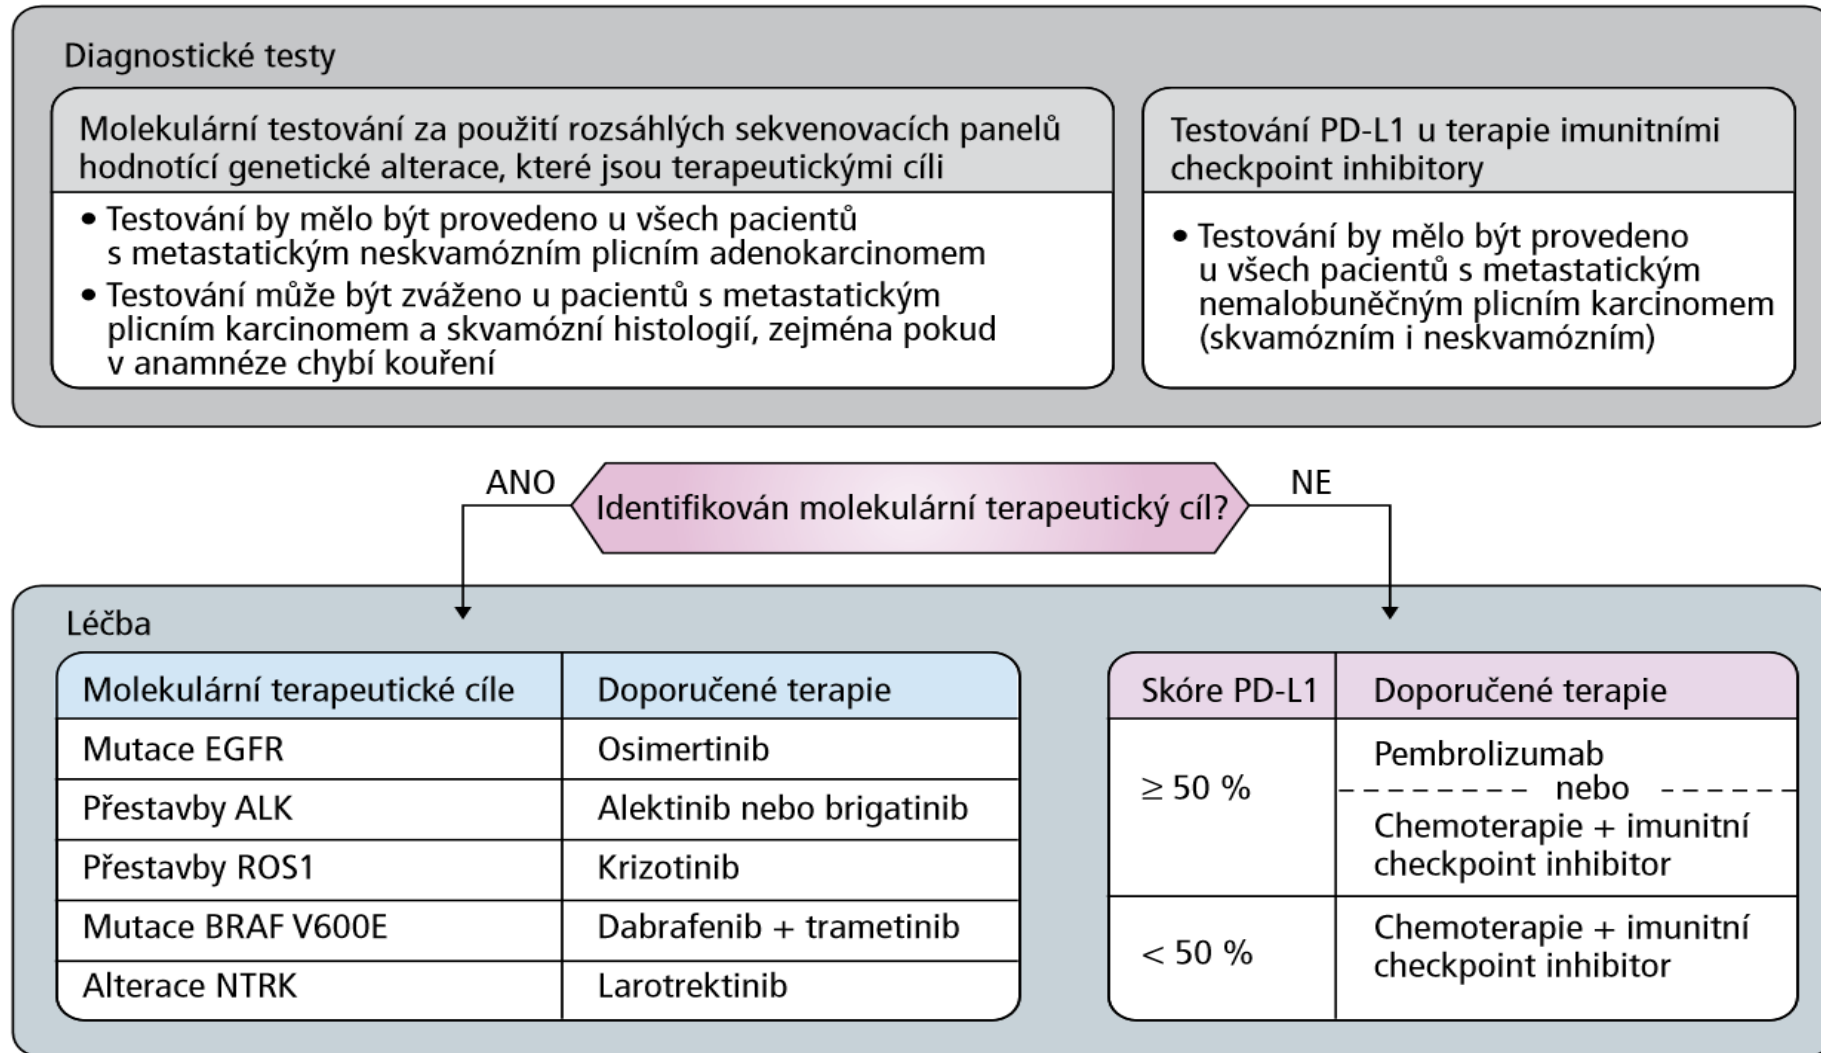 Diagnostické testy
Molekulární testování za použití rozsáhlých sekvenovacích panelů
hodnotící genetické alterace, které jsou terapeutickými cíli
• Testování by mělo být provedeno u všech pacientů
s metastatickým neskvamózním plicním adenokarcinomem
• Testování může být zváženo u pacientů s metastatickým
plicním karcinomem a skvamózní histologií, zejména pokud
v anamnéze chybí kouření
Testování PD-L1 u terapie imunitními
checkpoint inhibitory
• Testování by mělo být provedeno
u všech pacientů s metastatickým
nemalobuněčným plicním karcinomem
(skvamózním i neskvamózním)
ANO
Identifikován molekulární terapeutický cíl?
NE
Léčba
Molekulární terapeutické cíle
Doporučené terapie
Mutace EGFR
Osimertinib
Přestavby ALK
Alektinib nebo brigatinib
Přestavby ROS1
Krizotinib
Mutace BRAF V600E
Dabrafenib + trametinib
Alterace NTRK
Larotrektinib
Skóre PD-L1
Doporučené terapie
≥ 50 %
Pembrolizumab
nebo
Chemoterapie + imunitní
checkpoint inhibitor
< 50 %
Chemoterapie + imunitní
checkpoint inhibitor